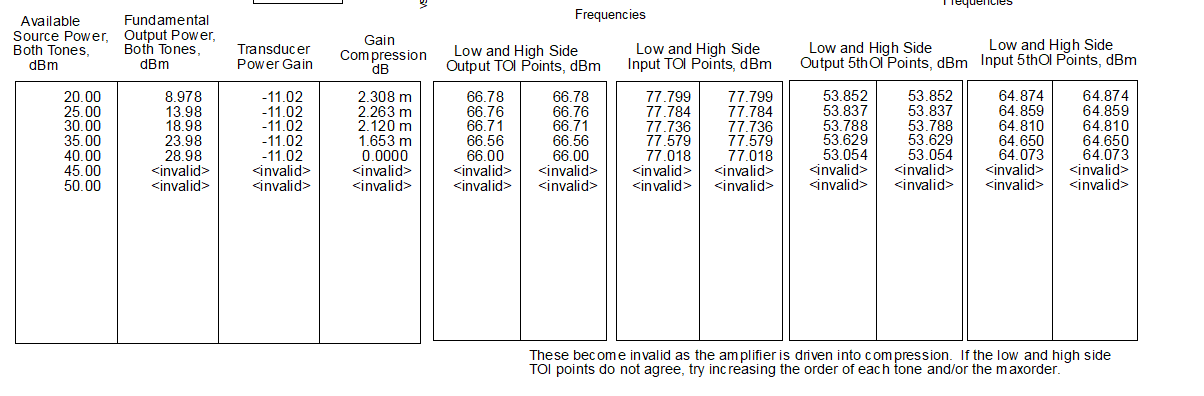 Frequencies
Available
Source Power,
Both Tones,
dBm
Fundamental
Output Power,
Both Tones,
dBm
Transducer
Power Gain
Gain
Compression
dB
Low and High Side
Output TOI Points, dBm
Low and High Side
Input TOI Points, dBm
Low and High Side
Output 5thOI Points, dBm
Low and High Side
Input 5thOI Points, dBm
20.00 8.978 -11.02 2.308 m 66.78 66.78 77.799 77.799 53.852 53.852 64.874 64.874
25.00 13.98 -11.02 2.263 m 66.76 66.76 77.784 77.784 53.837 53.837 64.859 64.859
30.00 18.98 -11.02 2.120 m 66.71 66.71 77.736 77.736 53.788 53.788 64.810 64.810
35.00 23.98 -11.02 1.653 m 66.56 66.56 77.579 77.579 53.629 53.629 64.650 64.650
40.00 28.98 -11.02 0.0000 66.00 66.00 77.018 77.018 53.054 53.054 64.073 64.073
45.00 <invalid> <invalid> <invalid> <invalid> <invalid> <invalid> <invalid> <invalid> <invalid> <invalid> <invalid>
50.00 <invalid> <invalid> <invalid> <invalid> <invalid> <invalid> <invalid> <invalid> <invalid> <invalid> <invalid>
These become invalid as the amplifier is driven into compression. If the low and high side
TOI points do not agree, try increasing the order of each tone and/or the maxorder.